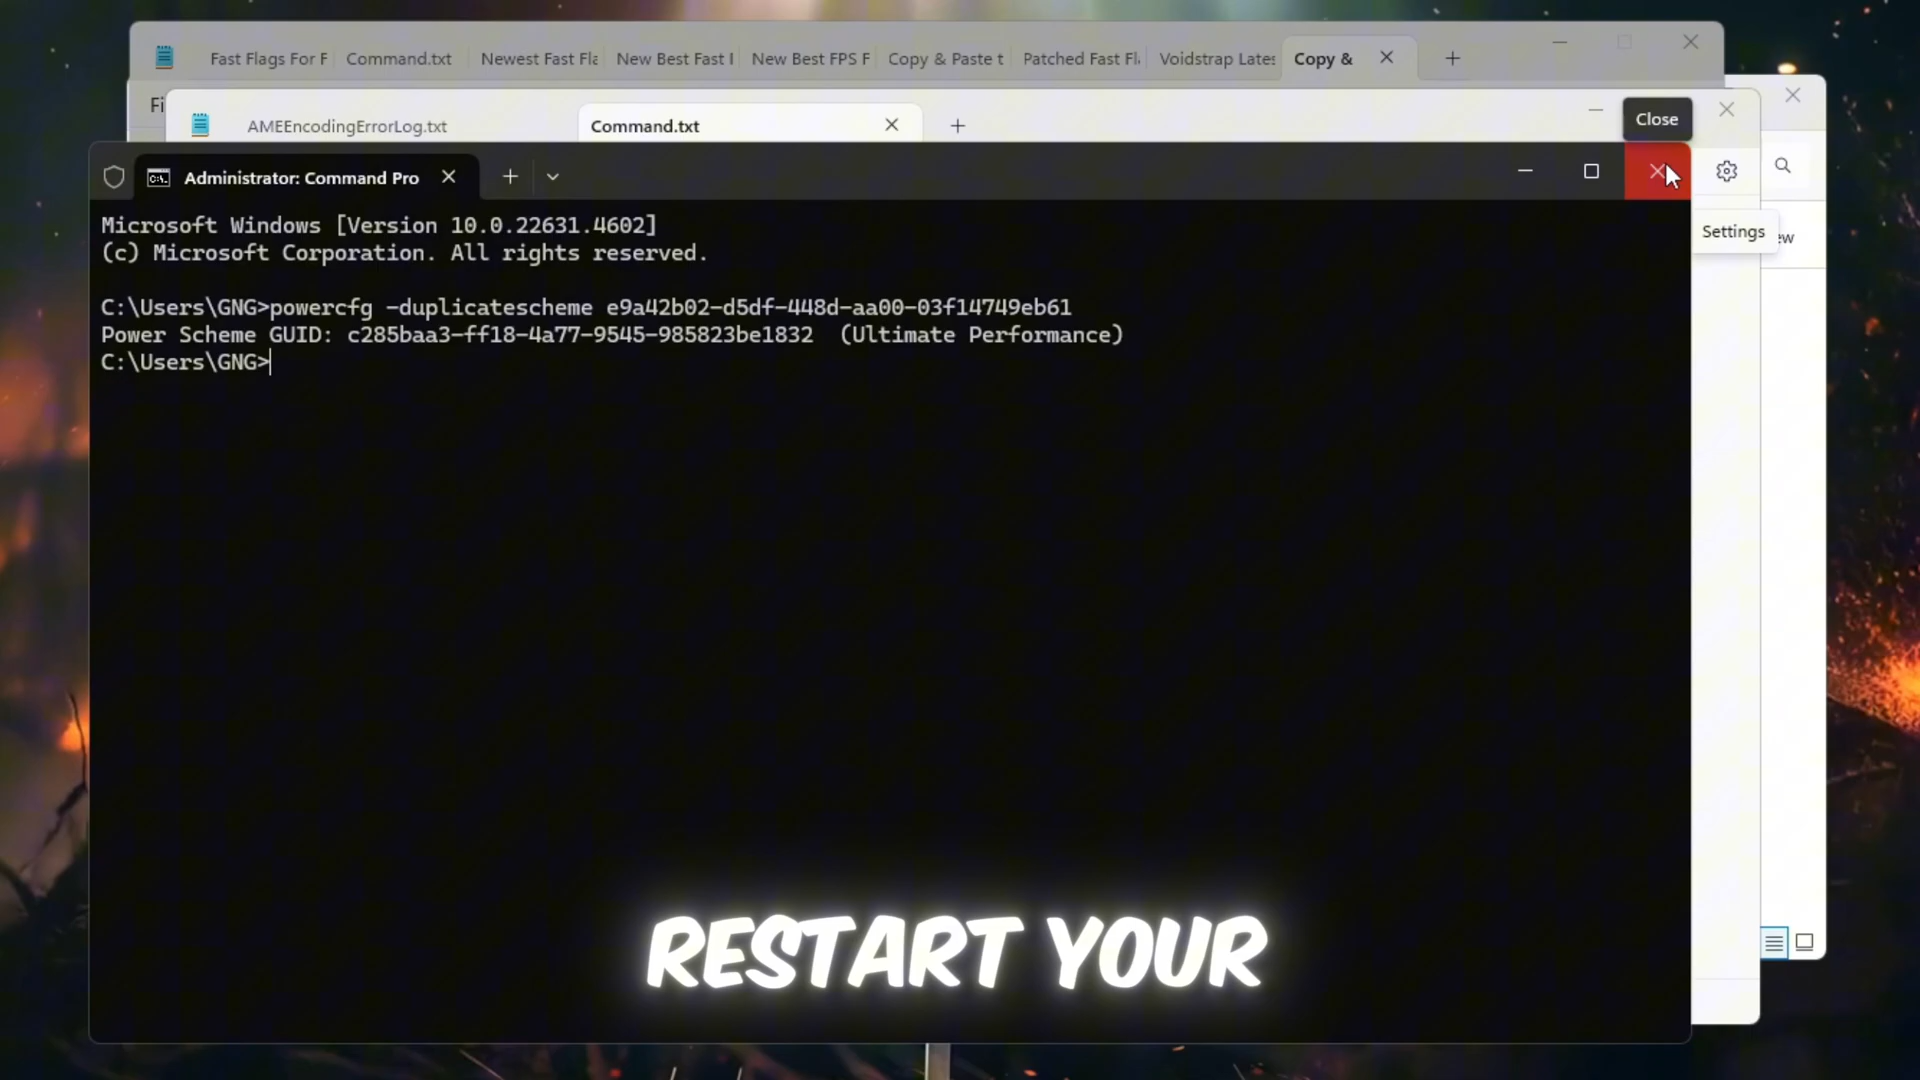 Fast Flags For F
Command.txt
Newest Fast Fla
New Best Fast
New Best FPS F
Copy & Paste t
Patched Fast Fl
Voidstrap Lates
Copy &
Fi
AMEEncodingErrorLog.txt
Command.txt
Close
Administrator: Command Pro
Settings
ew
Microsoft Windows [Version 10.0.22631.4602]
(c) Microsoft Corporation. All rights reserved.
C:\Users\GNG>powercfg -duplicatescheme e9a42b02-d5df-448d-aa00-03f14749eb61
Power Scheme GUID: c285baa3-ff18-4a77-9545-985823be1832  (Ultimate Performance)
C:\Users\GNG>
RESTART YOUR